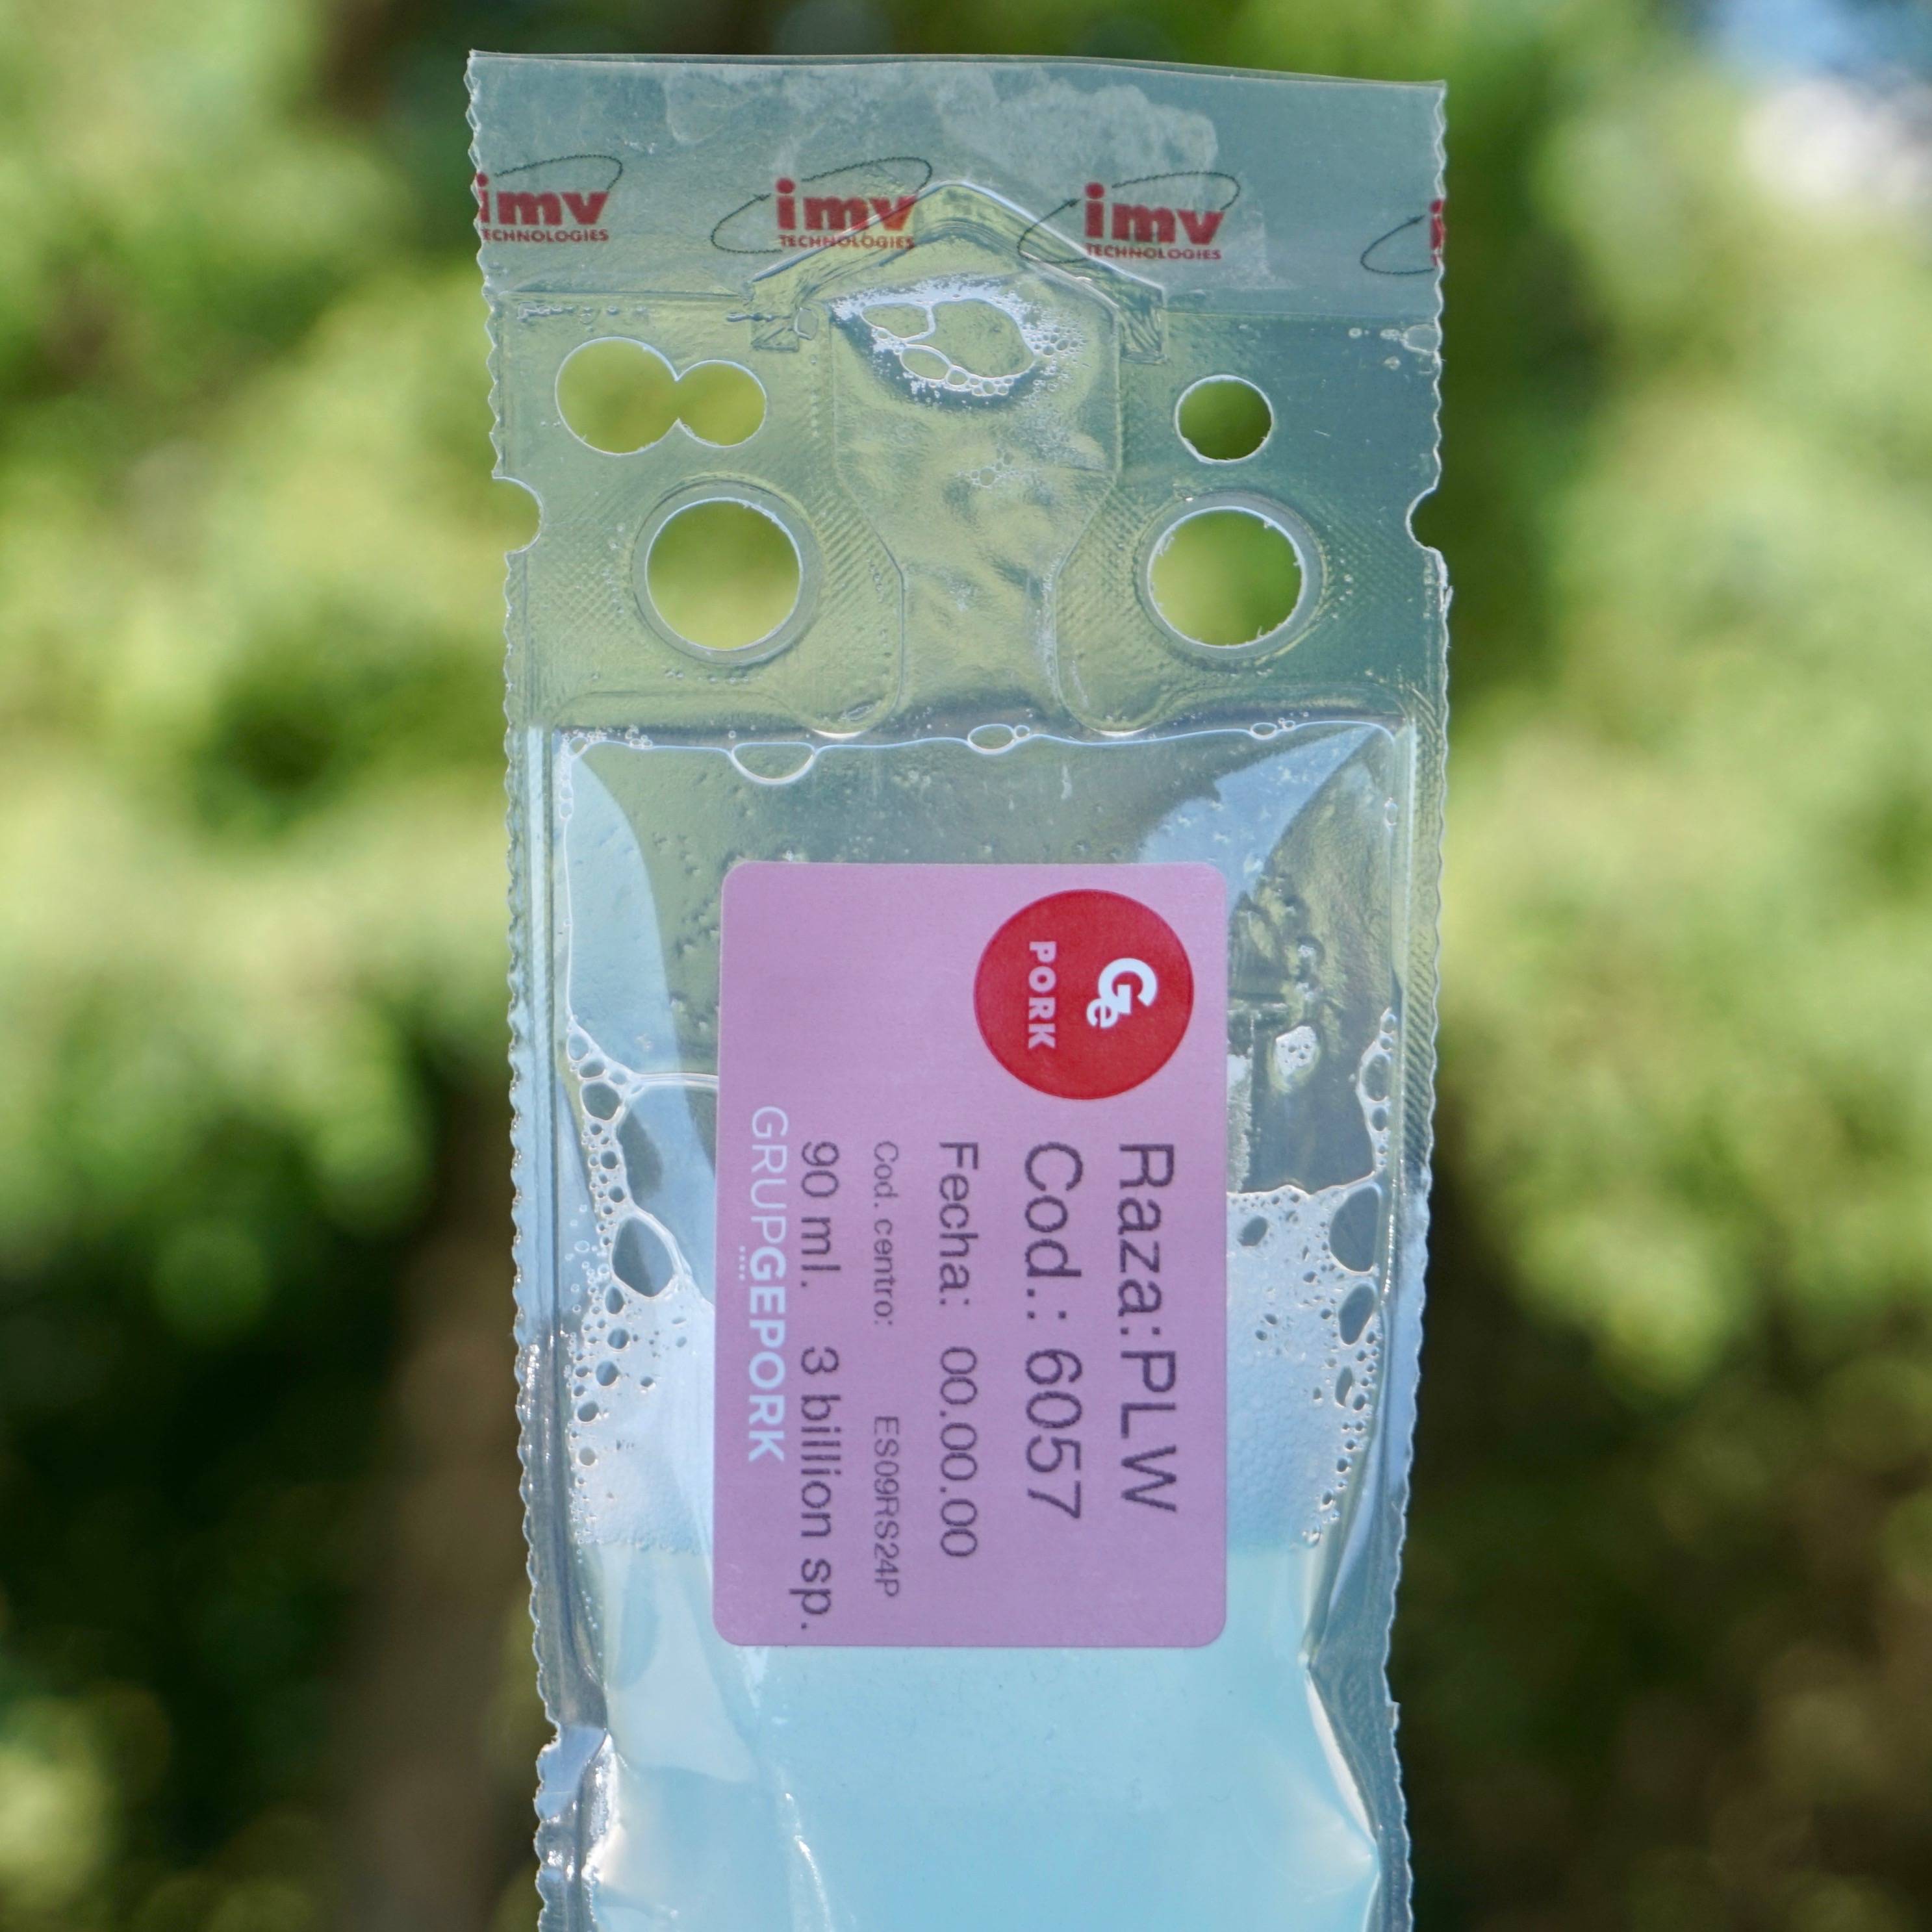 imv
TECHNOLOGIES
imv
TECHNOLOGIES
imv
TECHNOLOGIES
Ge
PORK
Raza:PLW
Cod.: 6057
Fecha: 00.00.00
Cod. centro: ES09RS24P
90 ml. 3 billion sp.
GRUPGEPORK